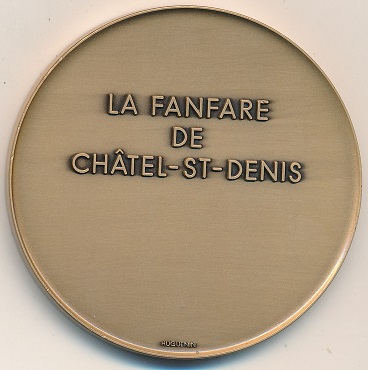 LA FANFARE
DE
CHÂTEL-ST-DENIS
HUGUENIN